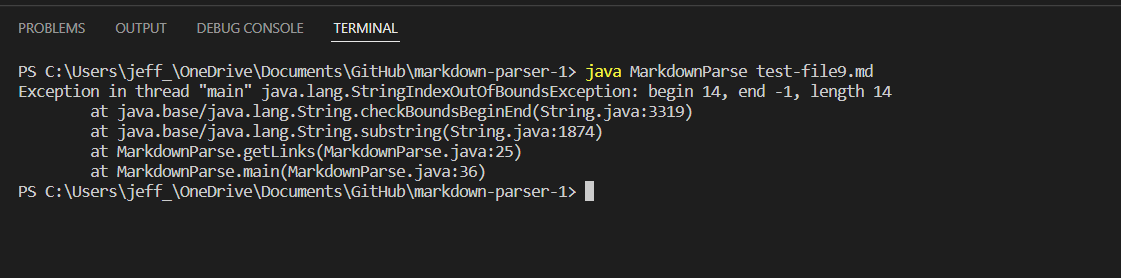 PROBLEMS OUTPUT DEBUG CONSOLE TERMINAL
PS C:\Users\jeff_\OneDrive\Documents\GitHub\markdown-parser-1> java MarkdownParse test-file9.md
Exception in thread "main" java.lang.StringIndexOutOfBoundsException: begin 14, end -1, length 14
        at java.base/java.lang.String.checkBoundsBeginEnd(String.java:3319)
        at java.base/java.lang.String.substring(String.java:1874)
        at MarkdownParse.getLinks(MarkdownParse.java:25)
        at MarkdownParse.main(MarkdownParse.java:36)
PS C:\Users\jeff_\OneDrive\Documents\GitHub\markdown-parser-1>